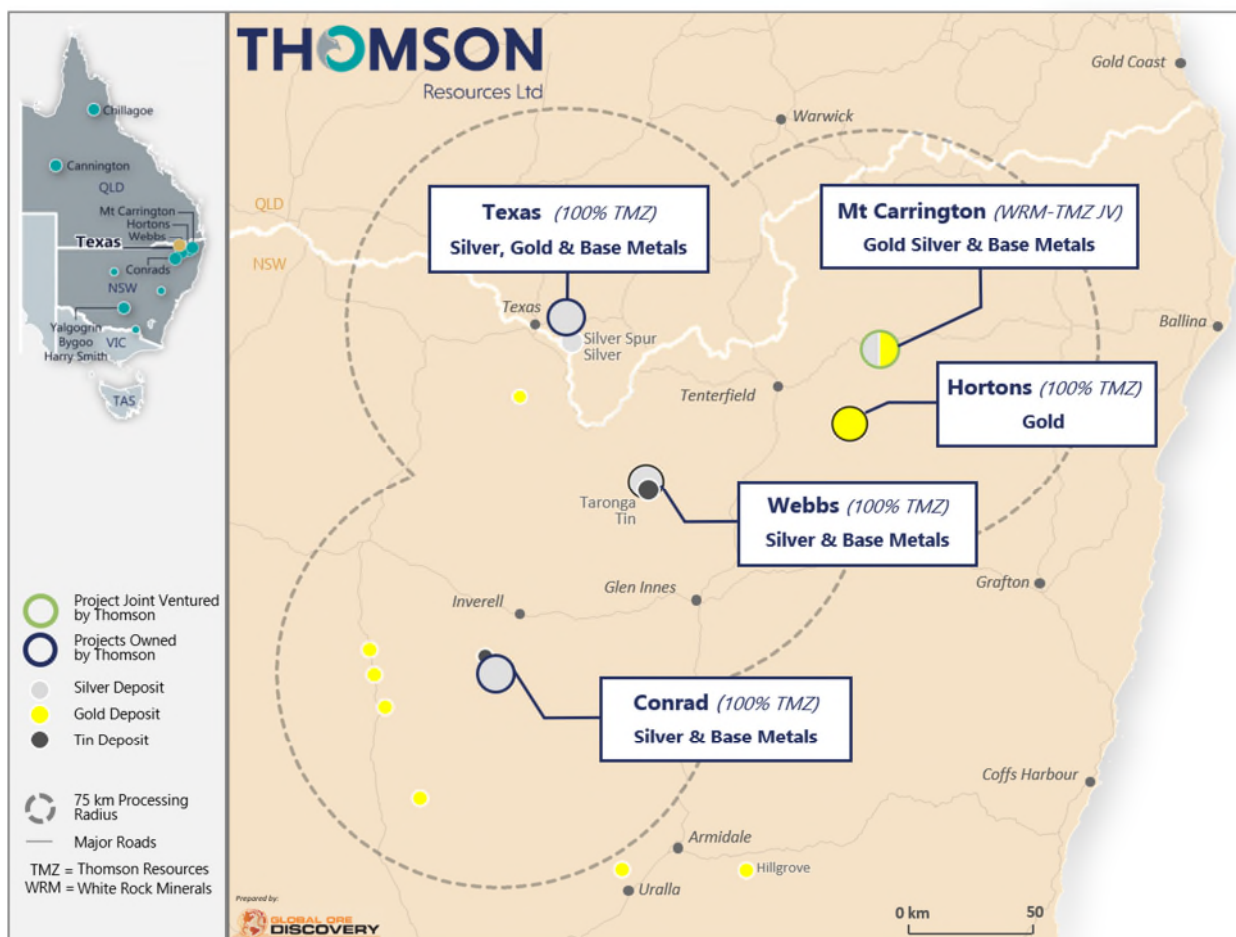 THOMSON
Resources Ltd
Chillagoe
Cannington
QLD
Mt Carrington
Hortons
Webbs
Texas
Conrads
NSW
Yalgogrin
Bygoo
Harry Smith
VIC
TAS
Project Joint Ventured
by Thomson
Projects Owned
by Thomson
Silver Deposit
Gold Deposit
Tin Deposit
75 km Processing
Radius
Major Roads
TMZ = Thomson Resources
WRM = White Rock Minerals
Gold Coast
Warwick
QLD
NSW
Texas (100% TMZ)
Silver, Gold & Base Metals
Mt Carrington (WRM-TMZ JV)
Gold Silver & Base Metals
Texas
Silver Spur
Silver
Ballina
Tenterfield
Hortons (100% TMZ)
Gold
Taronga
Tin
Webbs (100% TMZ)
Silver & Base Metals
Glen Innes
Grafton
Inverell
Conrad (100% TMZ)
Silver & Base Metals
Coffs Harbour
Armidale
Hillgrove
Uralla
Prepared by:
GLOBAL ORE
DISCOVERY
0 km 50